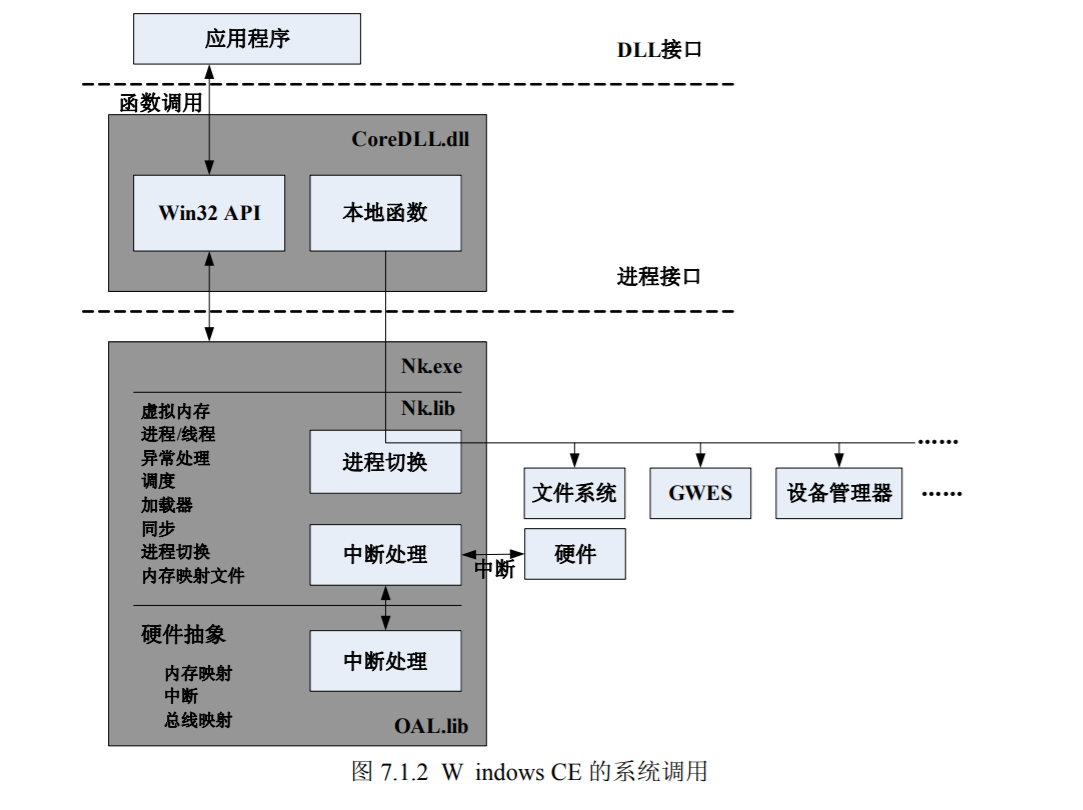 应用程序
DLL接口
函数调用
CoreDLL.dll
Win32 API
本地函数
进程接口
Nk.exe
Nk.lib
虚拟内存
进程/线程
异常处理
调度
加载器
同步
进程切换
内存映射文件
进程切换
······
文件系统
GWES
设备管理器
······
中断处理
中断
硬件
硬件抽象
内存映射
中断
总线映射
中断处理
OAL.lib
图 7.1.2 W indows CE 的系统调用